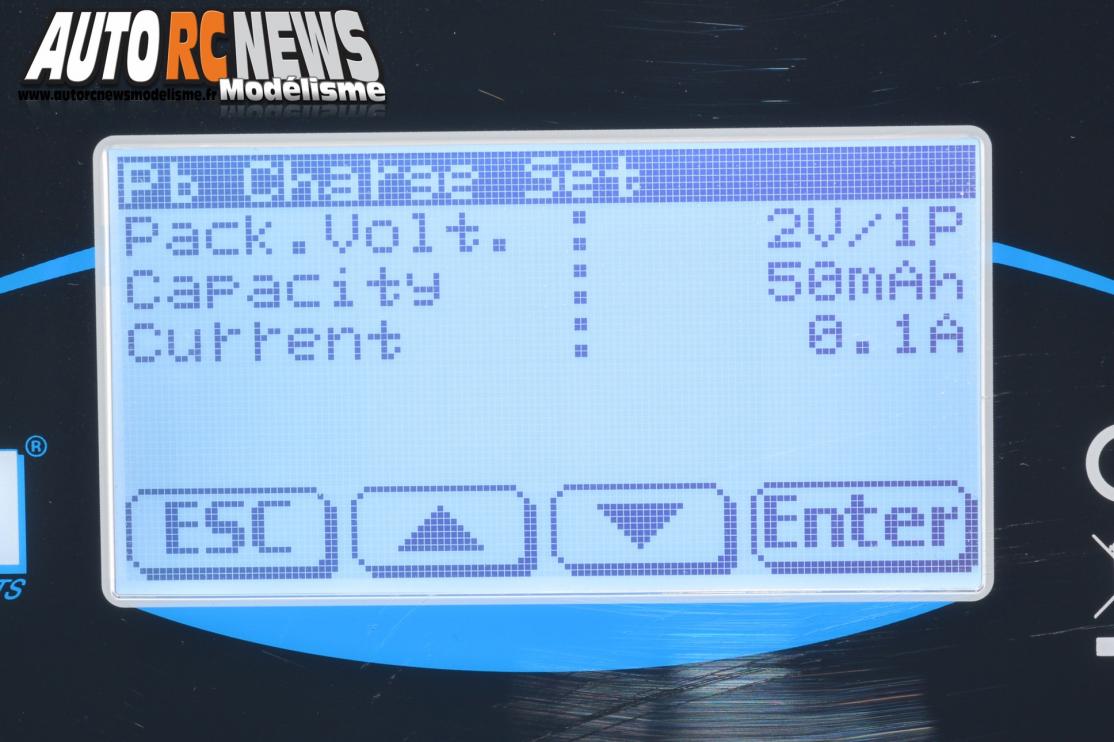 AUTO RC NEWS
Modélisme
www.autorcnewsmodelisme.fr
Pb Charge Set
Pack.Volt. : 2V/1P
Capacity : 50mAh
Current : 0.1A
ESC ▲ ▼ Enter
®
TS